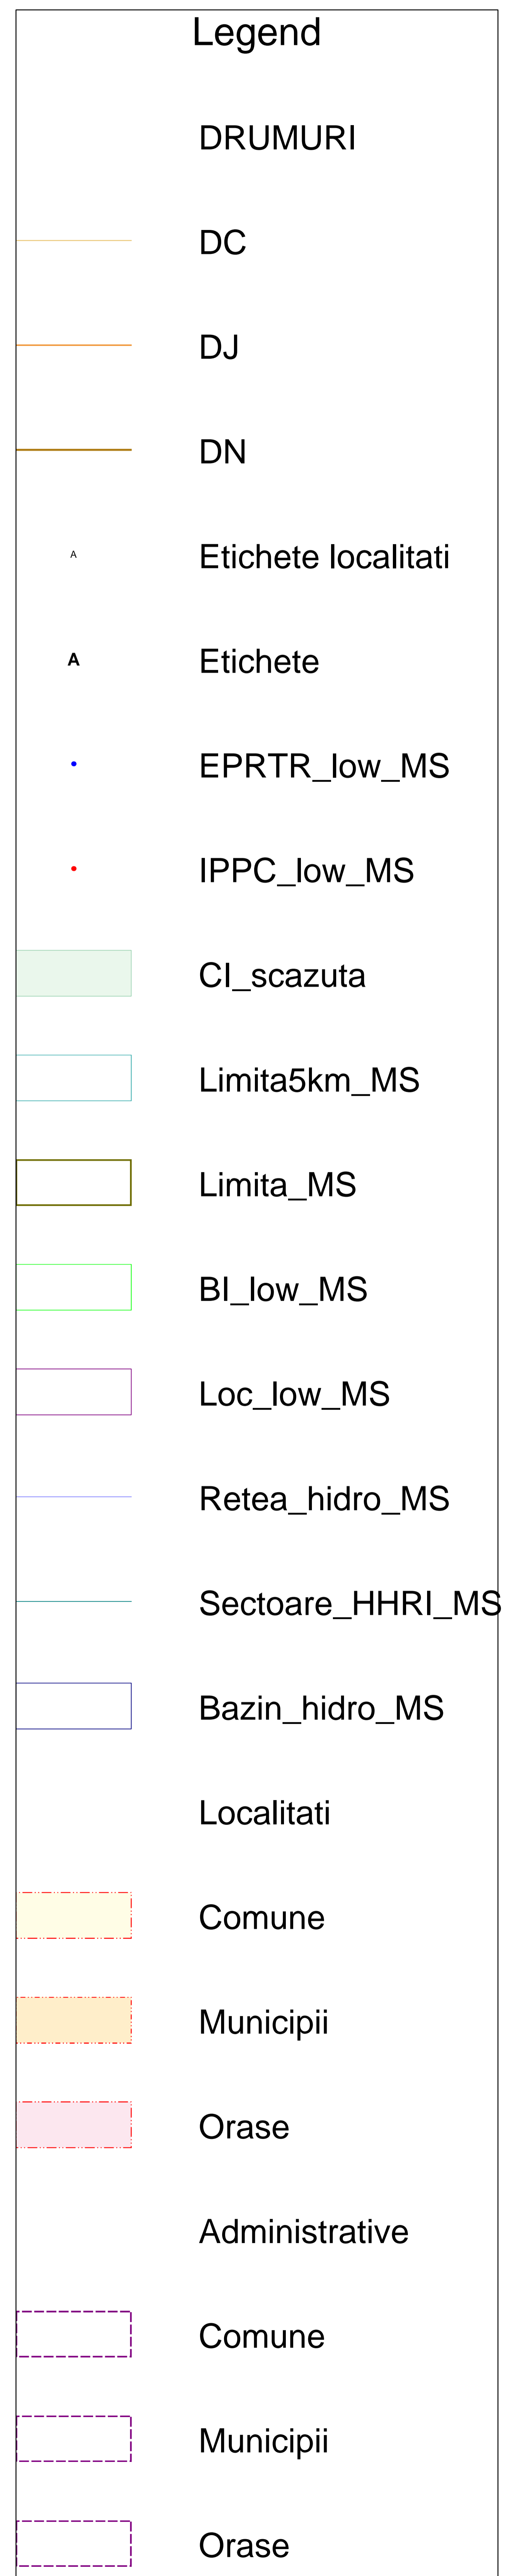 Legend
DRUMURI
DC
DJ
DN
A Etichete localitati
A Etichete
EPRTR_low_MS
IPPC_low_MS
CI_scazuta
Limita5km_MS
Limita_MS
BI_low_MS
Loc_low_MS
Retea_hidro_MS
Sectoare_HHRI_MS
Bazin_hidro_MS
Localitati
Comune
Municipii
Orase
Administrative
Comune
Municipii
Orase